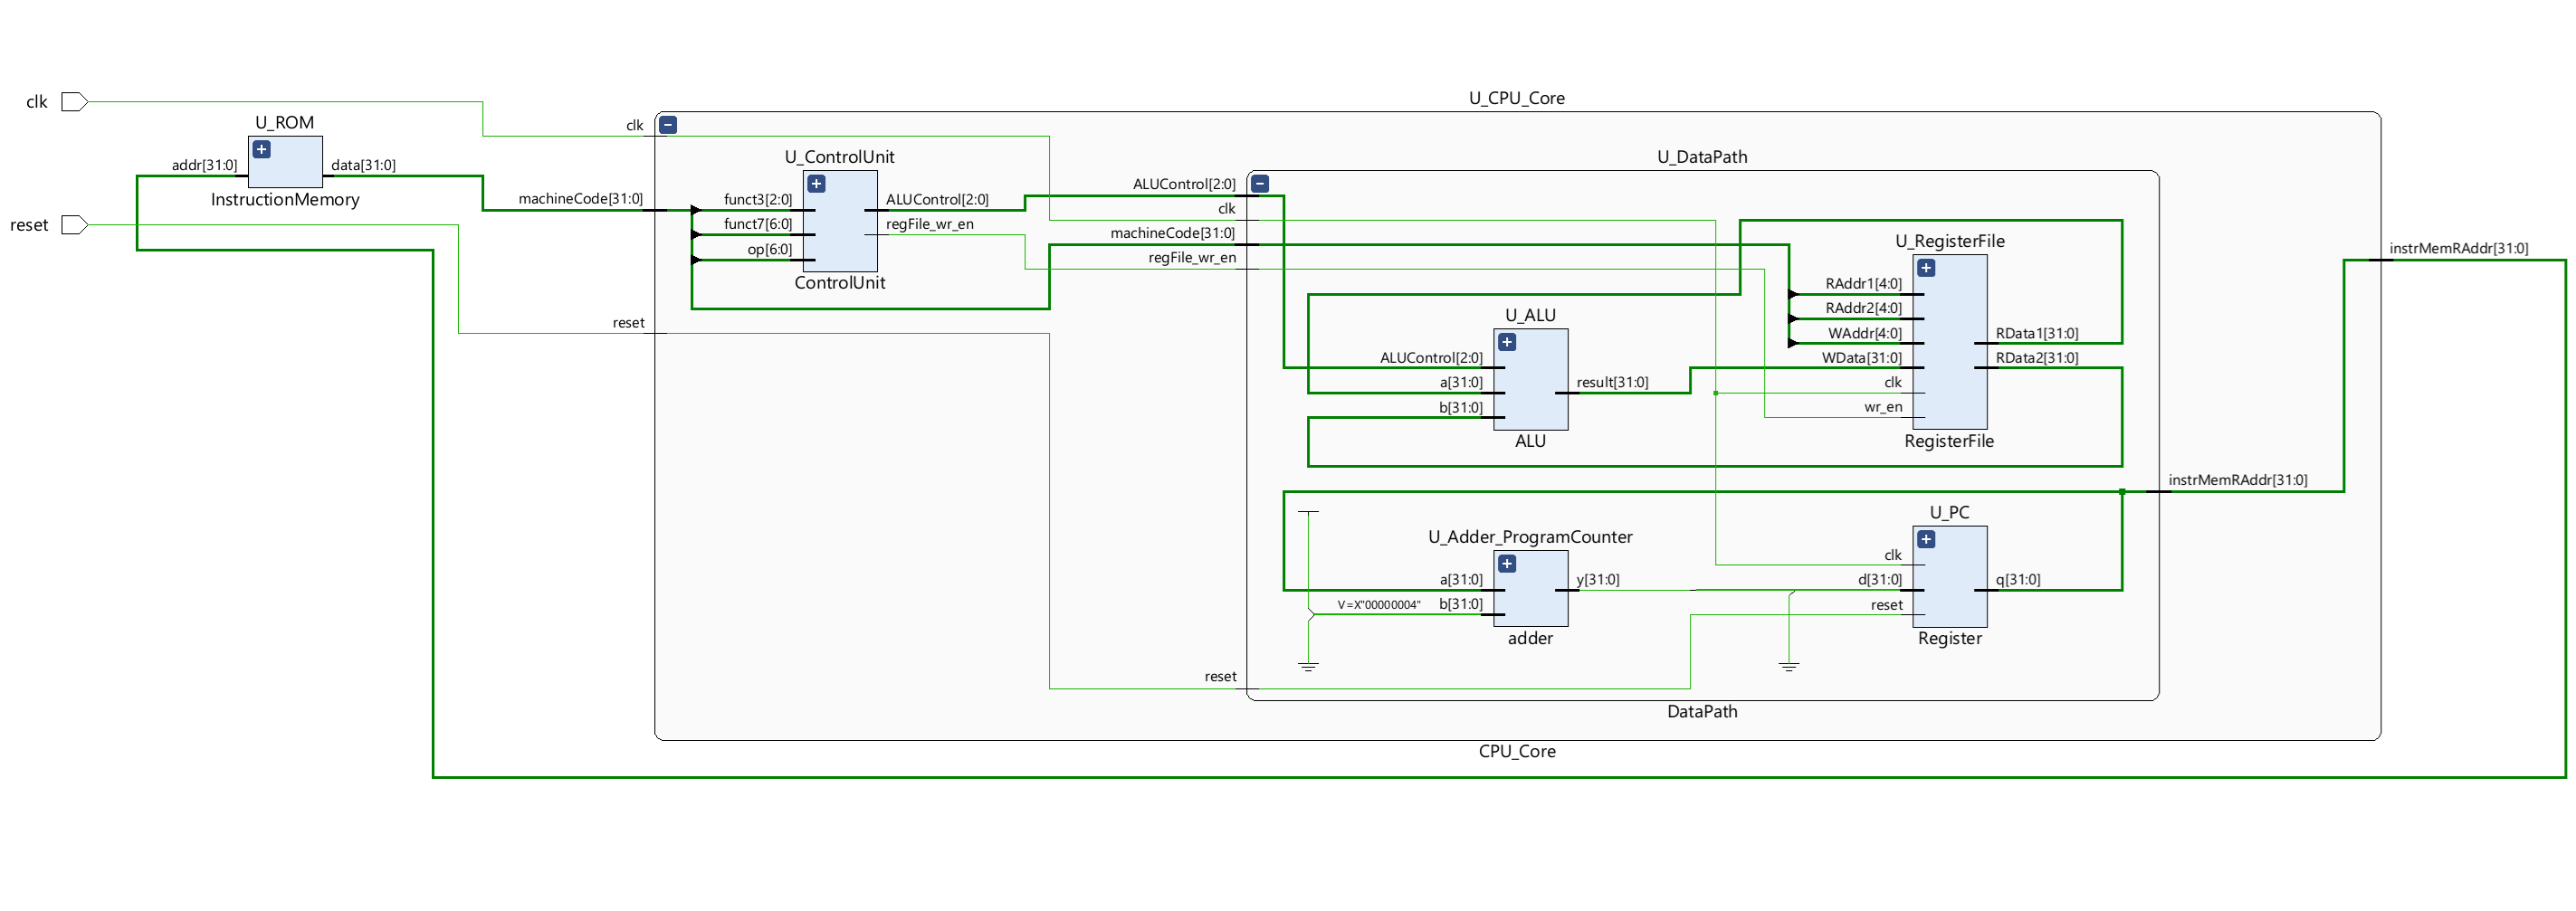 clk
reset
U_ROM
addr[31:0]
data[31:0]
InstructionMemory
U_CPU_Core
clk
machineCode[31:0]
reset
U_ControlUnit
funct3[2:0]
funct7[6:0]
op[6:0]
ALUControl[2:0]
regFile_wr_en
ControlUnit
U_DataPath
ALUControl[2:0]
clk
machineCode[31:0]
regFile_wr_en
reset
U_ALU
ALUControl[2:0]
a[31:0]
b[31:0]
result[31:0]
ALU
U_RegisterFile
RAddr1[4:0]
RAddr2[4:0]
WAddr[4:0]
WData[31:0]
clk
wr_en
RData1[31:0]
RData2[31:0]
RegisterFile
U_Adder_ProgramCounter
a[31:0]
V=X"00000004"
b[31:0]
y[31:0]
adder
U_PC
clk
d[31:0]
reset
q[31:0]
Register
instrMemRAddr[31:0]
instrMemRAddr[31:0]
DataPath
CPU_Core